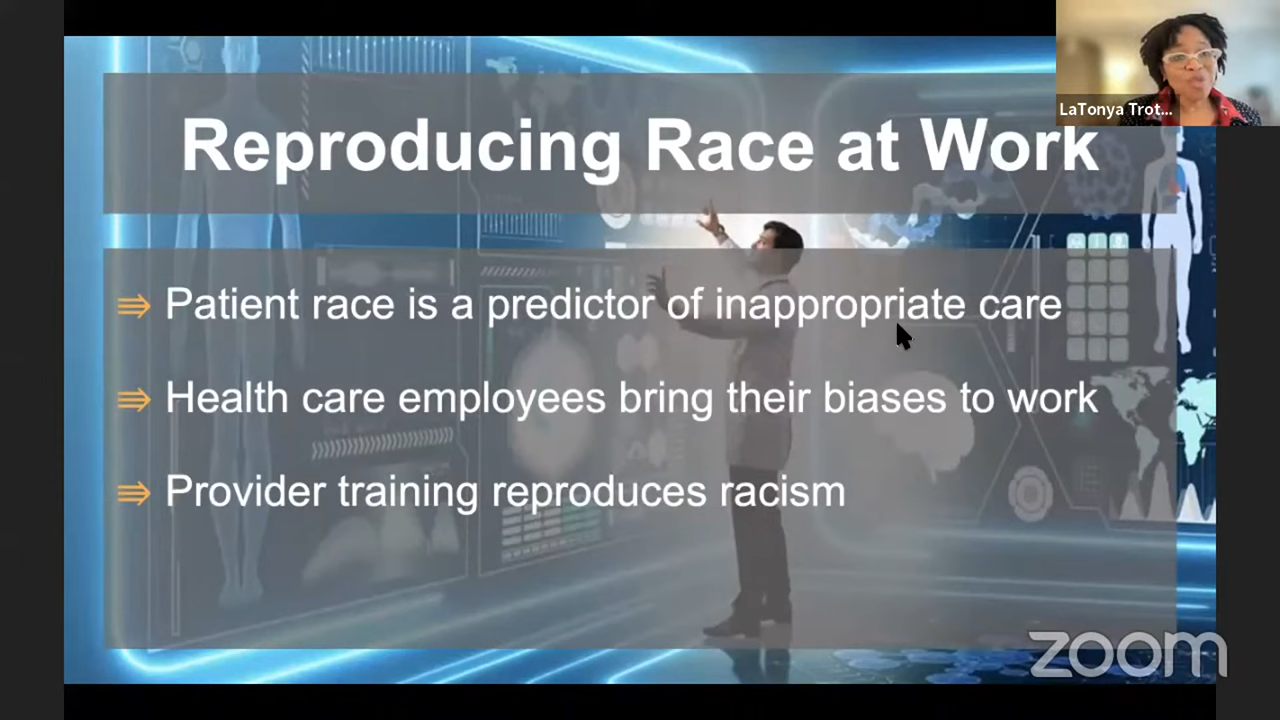 LaTonya Trot...
Reproducing Race at Work
⇛ Patient race is a predictor of inappropriate care
⇛ Health care employees bring their biases to work
⇛ Provider training reproduces racism
zoom